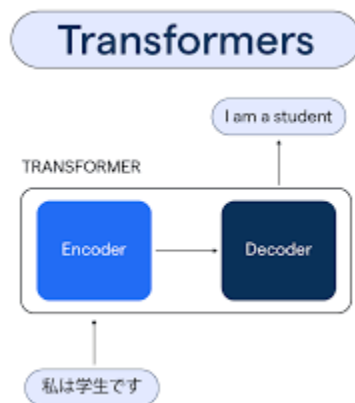 Transformers
I am a student
TRANSFORMER
Encoder
Decoder
私は学生です